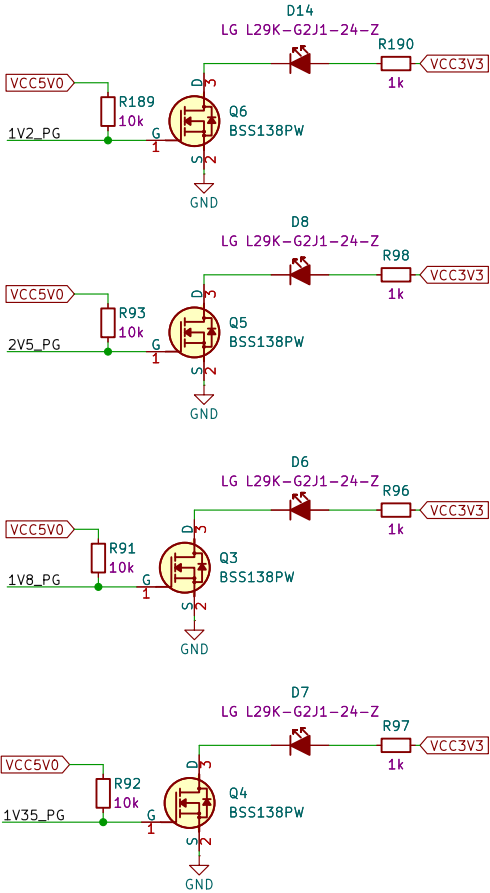 D14
LG L29K-G2J1-24-Z
R190
1k
VCC3V3
VCC5V0
R189
10k
1V2_PG
G
1
D
3
Q6
BSS138PW
S
2
GND
D8
LG L29K-G2J1-24-Z
R98
1k
VCC3V3
VCC5V0
R93
10k
2V5_PG
G
1
D
3
Q5
BSS138PW
S
2
GND
D6
LG L29K-G2J1-24-Z
R96
1k
VCC3V3
VCC5V0
R91
10k
1V8_PG
G
1
D
3
Q3
BSS138PW
S
2
GND
D7
LG L29K-G2J1-24-Z
R97
1k
VCC3V3
VCC5V0
R92
10k
1V35_PG
G
1
D
3
Q4
BSS138PW
S
2
GND